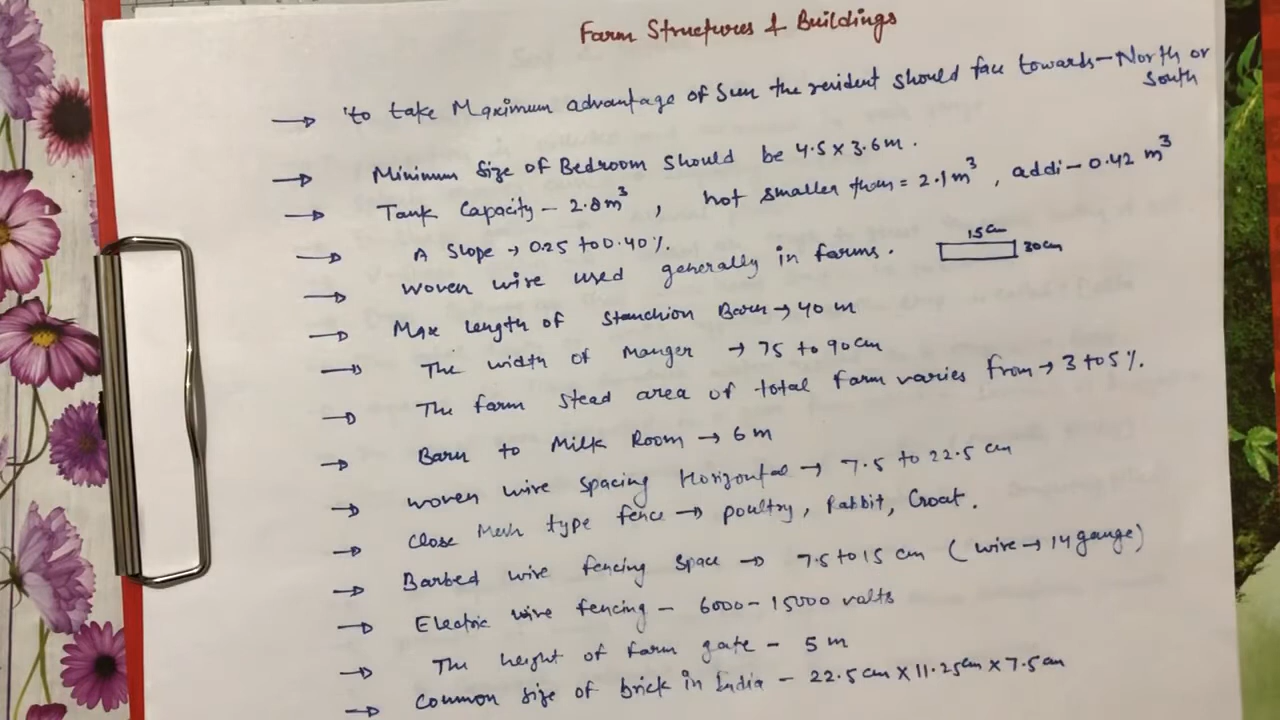 Farm Structures & Buildings
→ To take Maximum advantage of Sun the resident should face towards - North or
South
→ Minimum Size of Bedroom should be 4.5 x 3.6 m.
→ Tank Capacity - 2.8 m³, not smaller than = 2.1 m³, addi - 0.42 m³
→ A Slope → 0.25 to 0.40%.
→ Woven wire used generally in farms. 15 cm 30 cm
→ Max length of Stanchion Barn → 40 m
→ The width of Manger → 75 to 90 cm
→ The farm stead area of total farm varies from → 3 to 5%.
→ Barn to Milk Room → 6 m
→ Woven wire spacing Horizontal → 7.5 to 22.5 cm
→ Close Mesh type fence → poultry, Rabbit, Goat.
→ Barbed wire fencing space → 7.5 to 15 cm (wire → 14 gauge)
→ Electric wire fencing - 6000 - 15000 volts
→ The height of farm gate - 5 m
→ Common size of brick in India - 22.5 cm x 11.25 cm x 7.5 cm